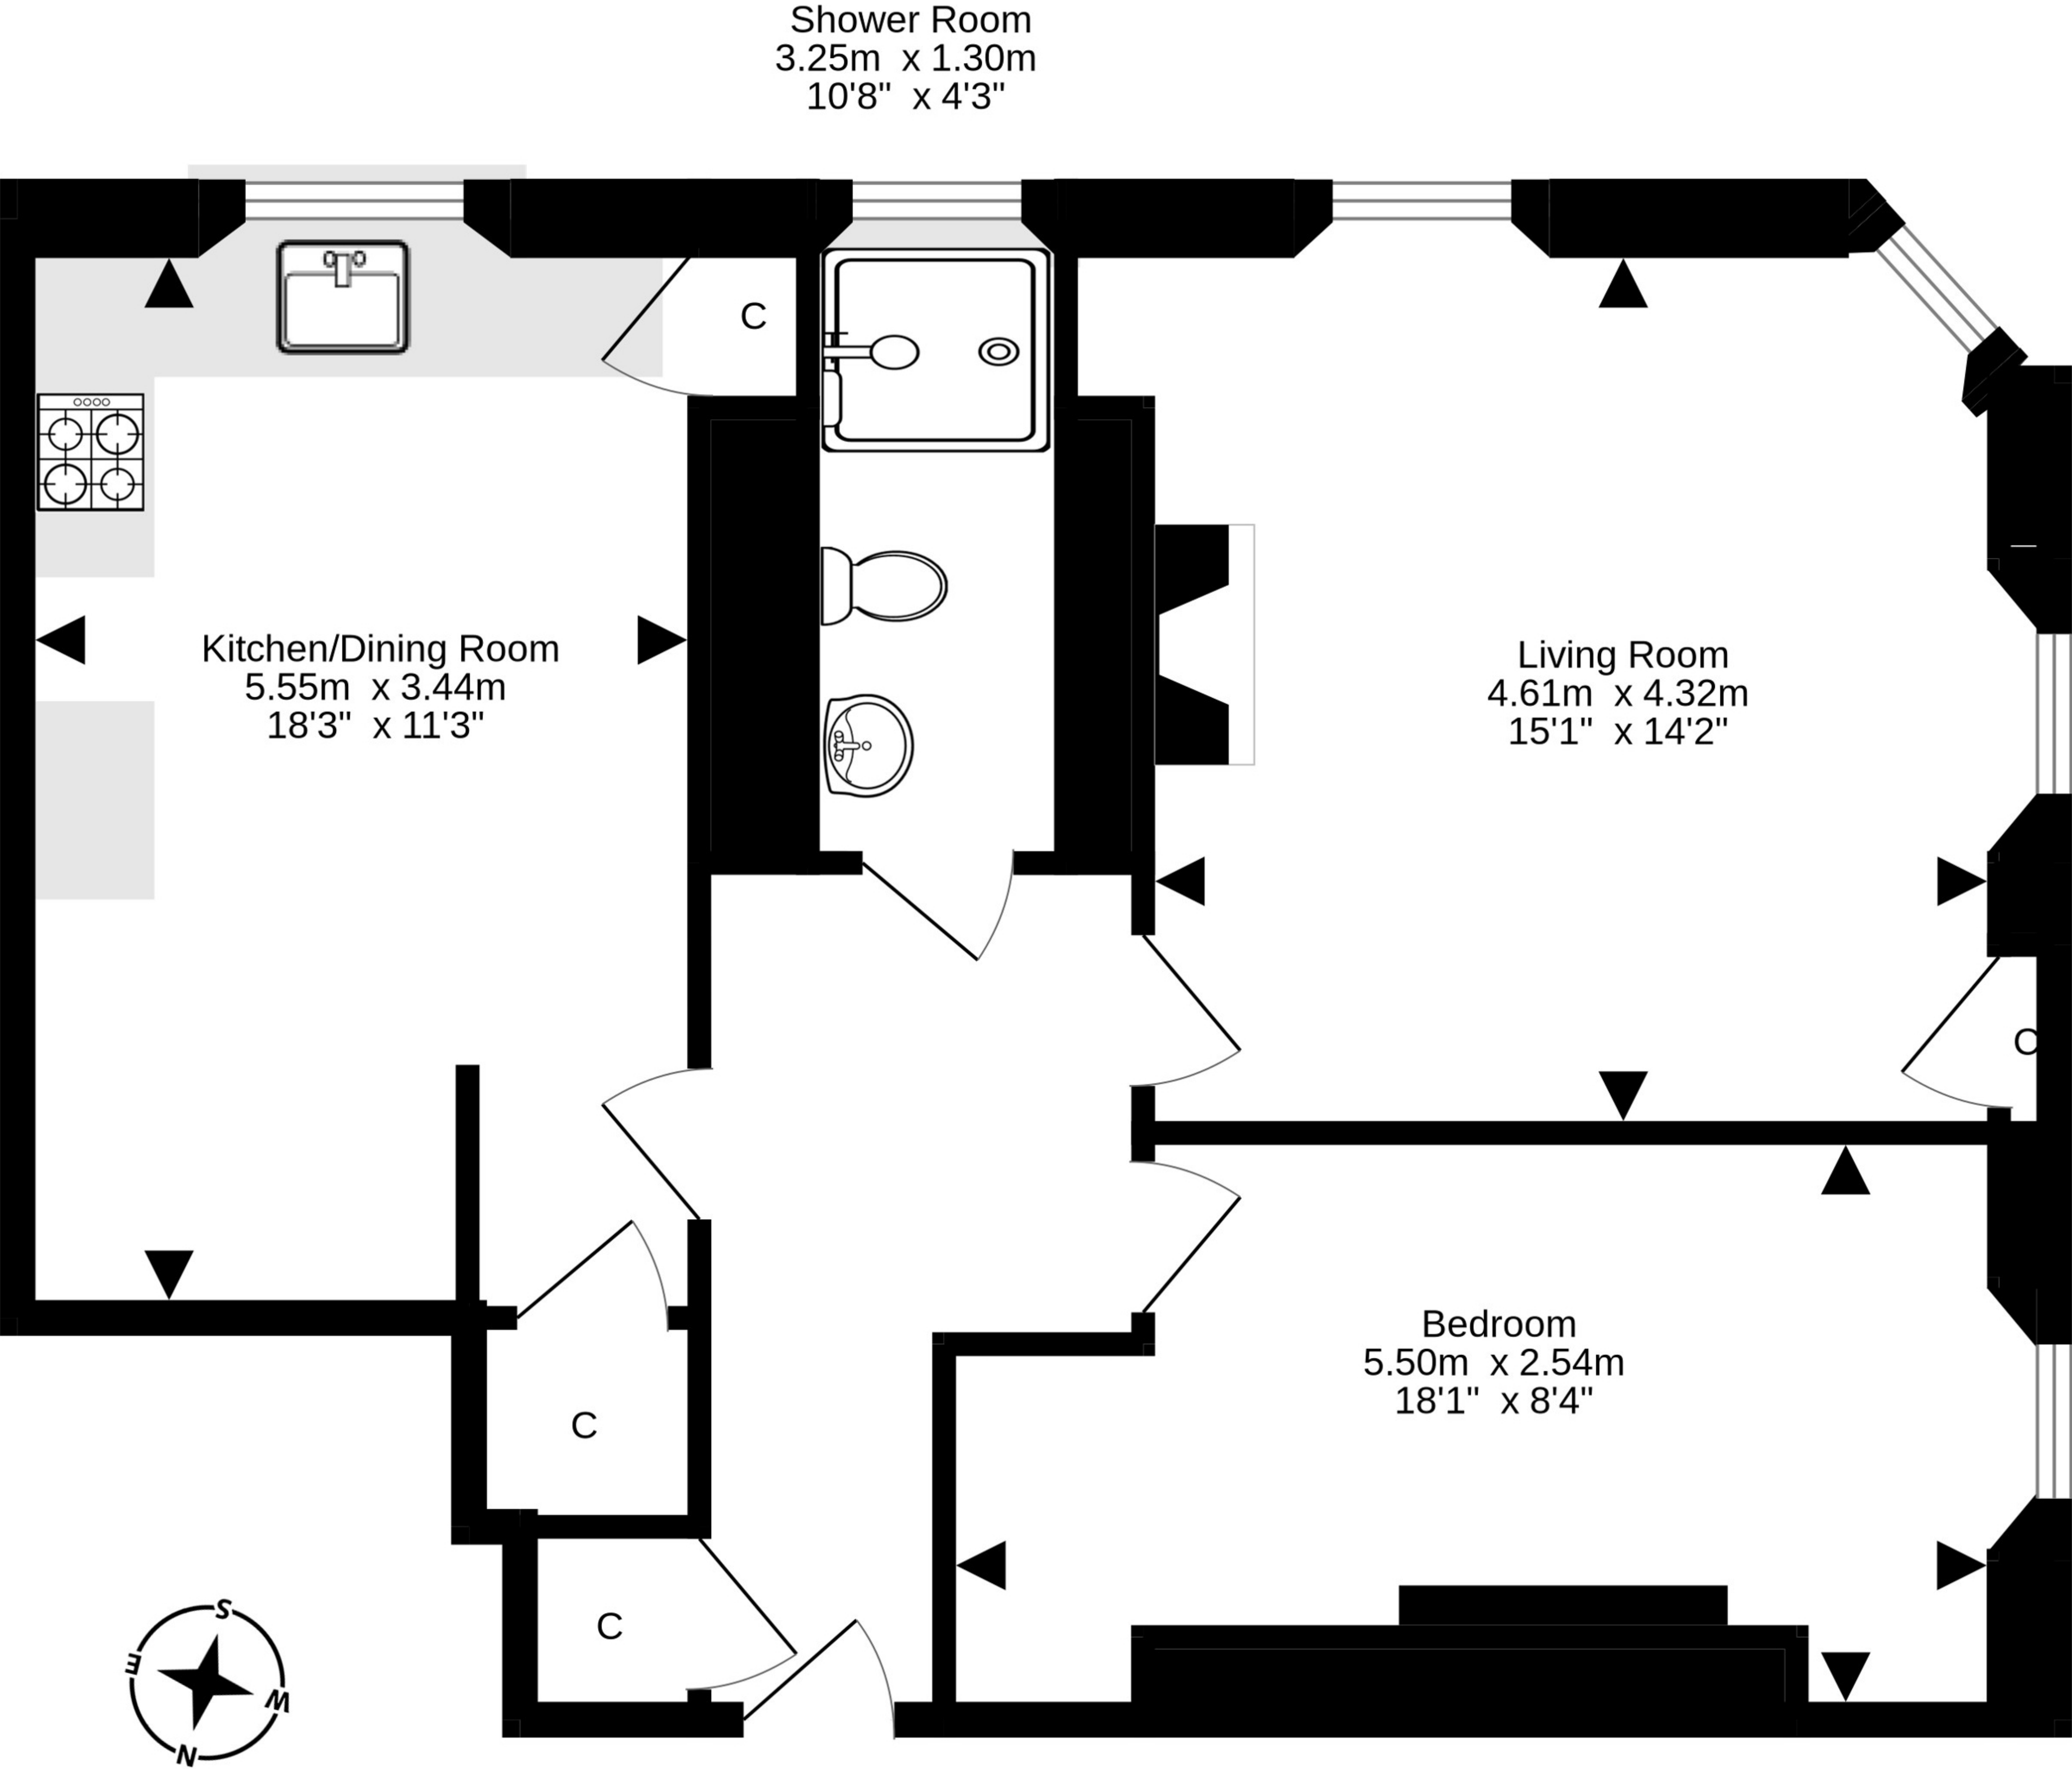 Shower Room
3.25m x 1.30m
10'8" x 4'3"
C
Kitchen/Dining Room
5.55m x 3.44m
18'3" x 11'3"
Living Room
4.61m x 4.32m
15'1" x 14'2"
C
Bedroom
5.50m x 2.54m
18'1" x 8'4"
C
C
S
E
W
N